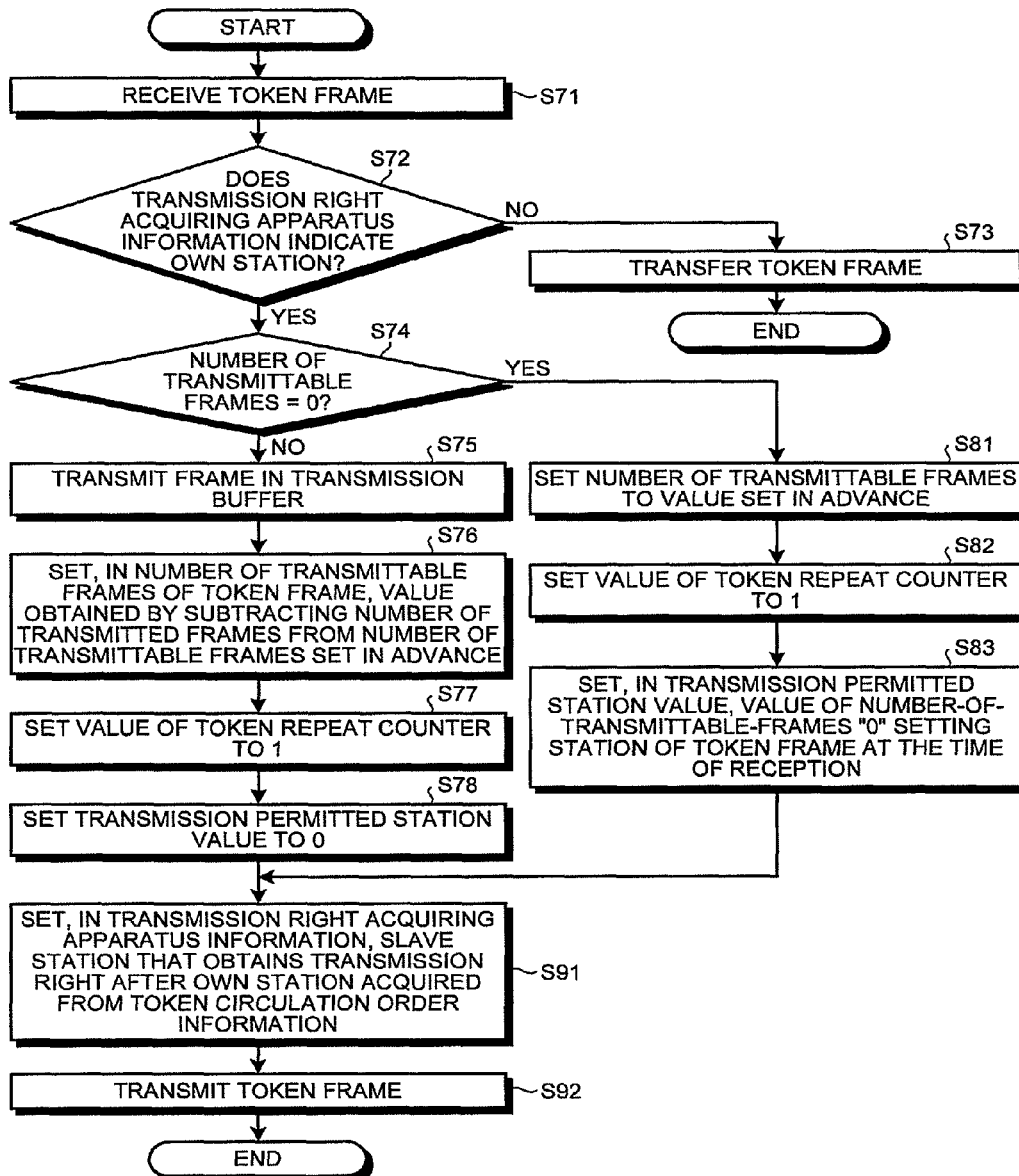 START
RECEIVE TOKEN FRAME
S71
S72
DOES
TRANSMISSION RIGHT
ACQUIRING APPARATUS
INFORMATION INDICATE
OWN STATION?
NO
S73
TRANSFER TOKEN FRAME
END
YES
S74
NUMBER OF
TRANSMITTABLE
FRAMES = 0?
YES
NO
S75
TRANSMIT FRAME IN TRANSMISSION
BUFFER
S76
SET, IN NUMBER OF TRANSMITTABLE
FRAMES OF TOKEN FRAME, VALUE
OBTAINED BY SUBTRACTING NUMBER OF
TRANSMITTED FRAMES FROM NUMBER OF
TRANSMITTABLE FRAMES SET IN ADVANCE
S77
SET VALUE OF TOKEN REPEAT COUNTER
TO 1
S78
SET TRANSMISSION PERMITTED STATION
VALUE TO 0
S81
SET NUMBER OF TRANSMITTABLE FRAMES
TO VALUE SET IN ADVANCE
S82
SET VALUE OF TOKEN REPEAT COUNTER
TO 1
S83
SET, IN TRANSMISSION PERMITTED
STATION VALUE, VALUE OF NUMBER-OF-
TRANSMITTABLE-FRAMES "0" SETTING
STATION OF TOKEN FRAME AT THE TIME
OF RECEPTION
SET, IN TRANSMISSION RIGHT ACQUIRING
APPARATUS INFORMATION, SLAVE
STATION THAT OBTAINS TRANSMISSION
RIGHT AFTER OWN STATION ACQUIRED
FROM TOKEN CIRCULATION ORDER
INFORMATION
S91
TRANSMIT TOKEN FRAME
S92
END